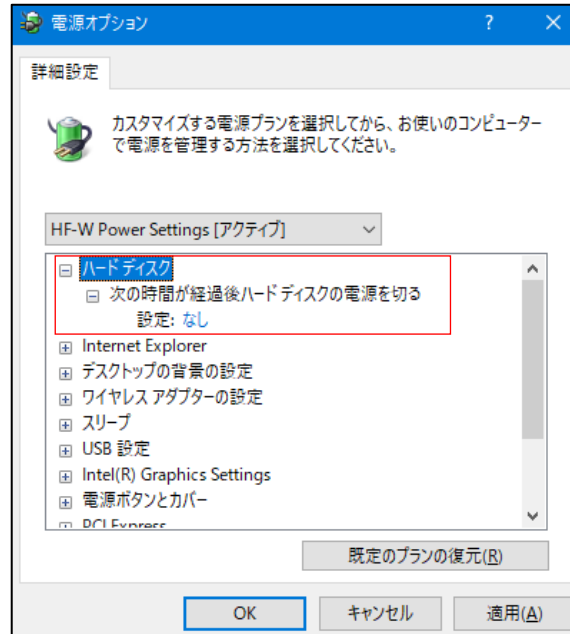 電源オプション
詳細設定
カスタマイズする電源プランを選択してから、お使いのコンピューター
で電源を管理する方法を選択してください。
HF-W Power Settings [アクティブ]
ハード ディスク
次の時間が経過後ハード ディスクの電源を切る
設定: なし
Internet Explorer
デスクトップの背景の設定
ワイヤレス アダプターの設定
スリープ
USB 設定
Intel(R) Graphics Settings
電源ボタンとカバー
PCI Express
既定のプランの復元(R)
OK
キャンセル
適用(A)